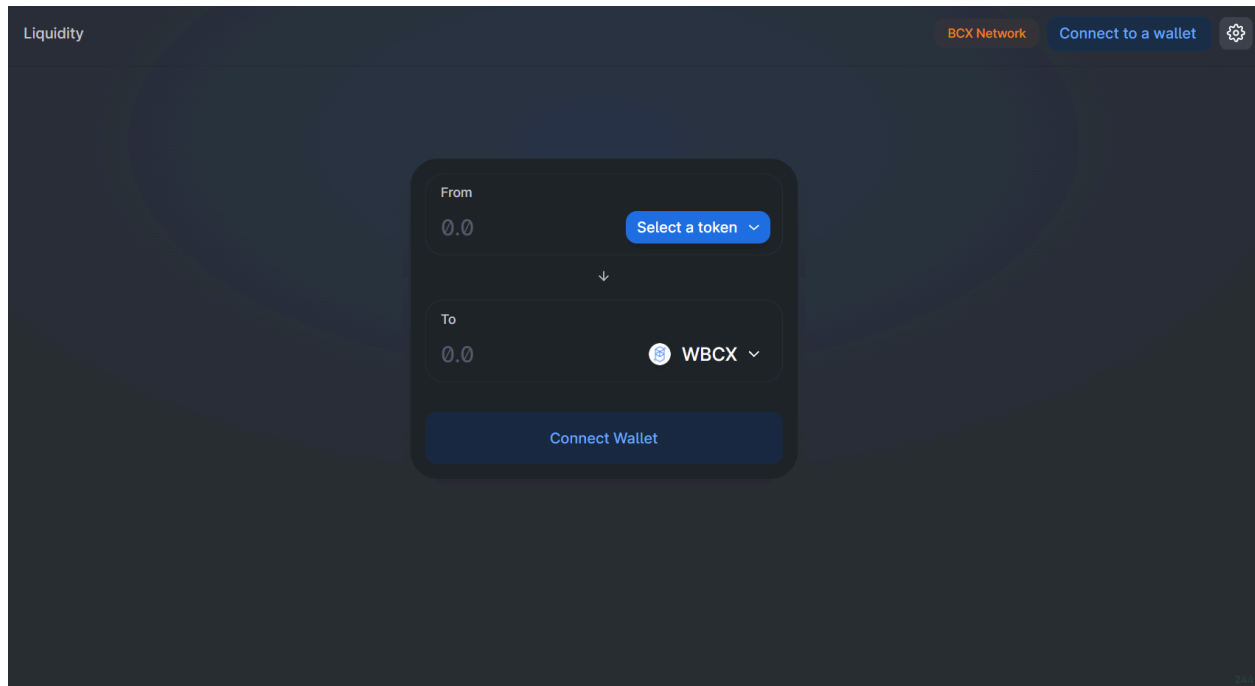 Liquidity
BCX Network
Connect to a wallet
From
0.0
Select a token
To
0.0
WBCX
Connect Wallet